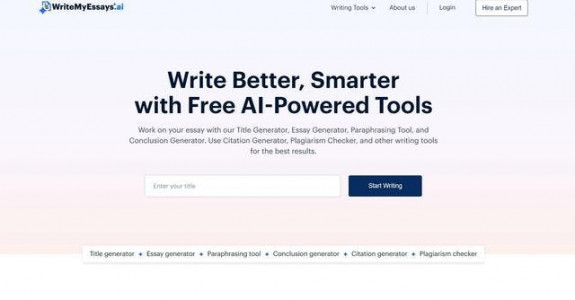 WriteMyEssays.ai
Writing Tools
About us
Login
Hire an Expert
Write Better, Smarter
with Free AI-Powered Tools
Work on your essay with our Title Generator, Essay Generator, Paraphrasing Tool, and
Conclusion Generator. Use Citation Generator, Plagiarism Checker, and other writing tools
for the best results.
Enter your title
Start Writing
Title generator + Essay generator + Paraphrasing tool + Conclusion generator + Citation generator + Plagiarism checker